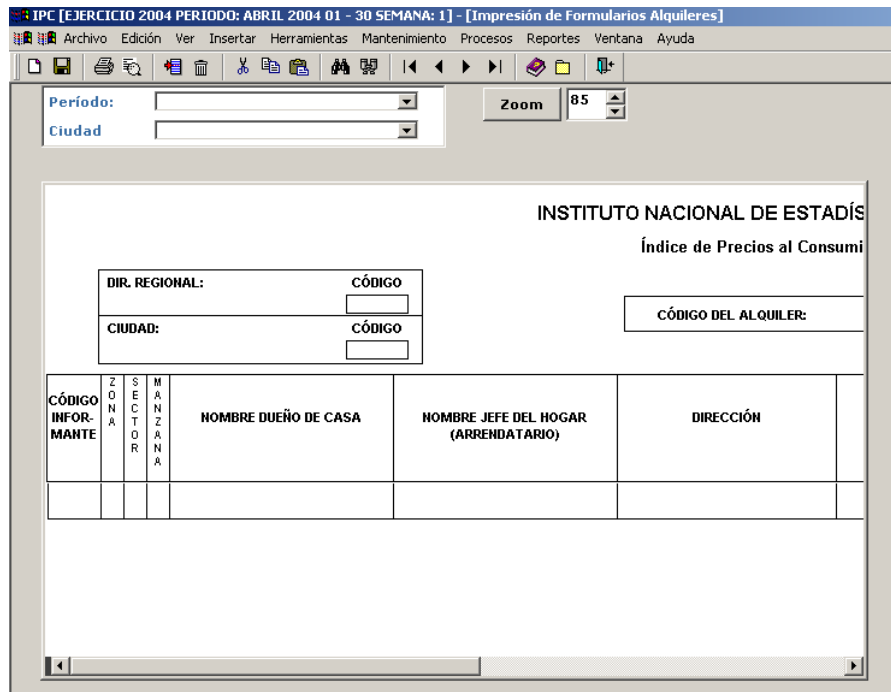 IPC [EJERCICIO 2004 PERIODO: ABRIL 2004 01 - 30 SEMANA: 1] - [Impresión de Formularios Alquileres]
Archivo Edición Ver Insertar Herramientas Mantenimiento Procesos Reportes Ventana Ayuda
Período:
Zoom 85
Ciudad
INSTITUTO NACIONAL DE ESTADÍS
Índice de Precios al Consumi
DIR. REGIONAL: CÓDIGO
CÓDIGO DEL ALQUILER:
CIUDAD: CÓDIGO
CÓDIGO INFOR-MANTE
ZONA
SECTOR
MANZANA
NOMBRE DUEÑO DE CASA
NOMBRE JEFE DEL HOGAR
(ARRENDATARIO)
DIRECCIÓN